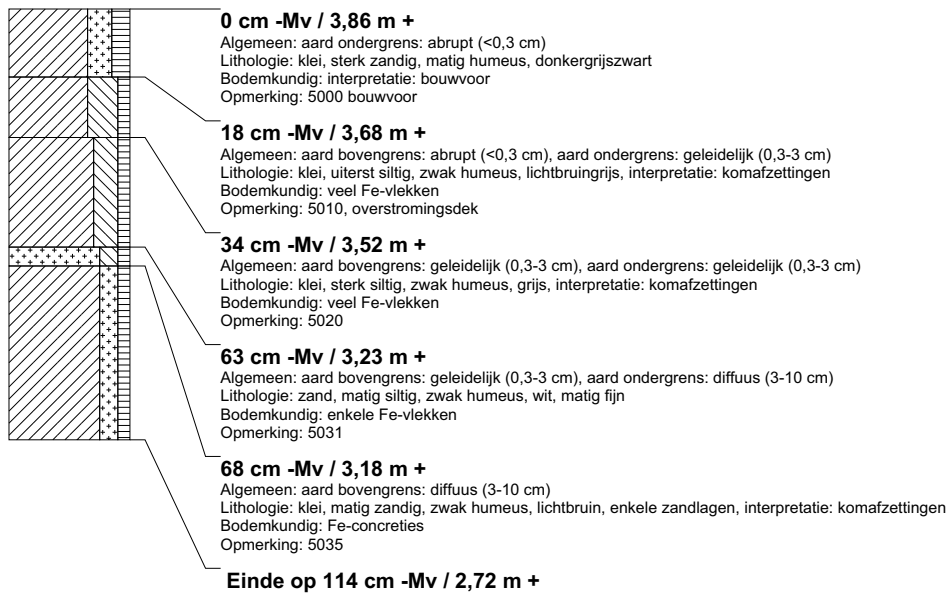 0 cm -Mv / 3,86 m +
Algemeen: aard ondergrens: abrupt (<0,3 cm)
Lithologie: klei, sterk zandig, matig humeus, donkergrijszwart
Bodemkundig: interpretatie: bouwvoor
Opmerking: 5000 bouwvoor
18 cm -Mv / 3,68 m +
Algemeen: aard bovengrens: abrupt (<0,3 cm), aard ondergrens: geleidelijk (0,3-3 cm)
Lithologie: klei, uiterst siltig, zwak humeus, lichtbruingrijs, interpretatie: komafzettingen
Bodemkundig: veel Fe-vlekken
Opmerking: 5010, overstromingsdek
34 cm -Mv / 3,52 m +
Algemeen: aard bovengrens: geleidelijk (0,3-3 cm), aard ondergrens: geleidelijk (0,3-3 cm)
Lithologie: klei, sterk siltig, zwak humeus, grijs, interpretatie: komafzettingen
Bodemkundig: veel Fe-vlekken
Opmerking: 5020
63 cm -Mv / 3,23 m +
Algemeen: aard bovengrens: geleidelijk (0,3-3 cm), aard ondergrens: diffuus (3-10 cm)
Lithologie: zand, matig siltig, zwak humeus, wit, matig fijn
Bodemkundig: enkele Fe-vlekken
Opmerking: 5031
68 cm -Mv / 3,18 m +
Algemeen: aard bovengrens: diffuus (3-10 cm)
Lithologie: klei, matig zandig, zwak humeus, lichtbruin, enkele zandlagen, interpretatie: komafzettingen
Bodemkundig: Fe-concreties
Opmerking: 5035
Einde op 114 cm -Mv / 2,72 m +